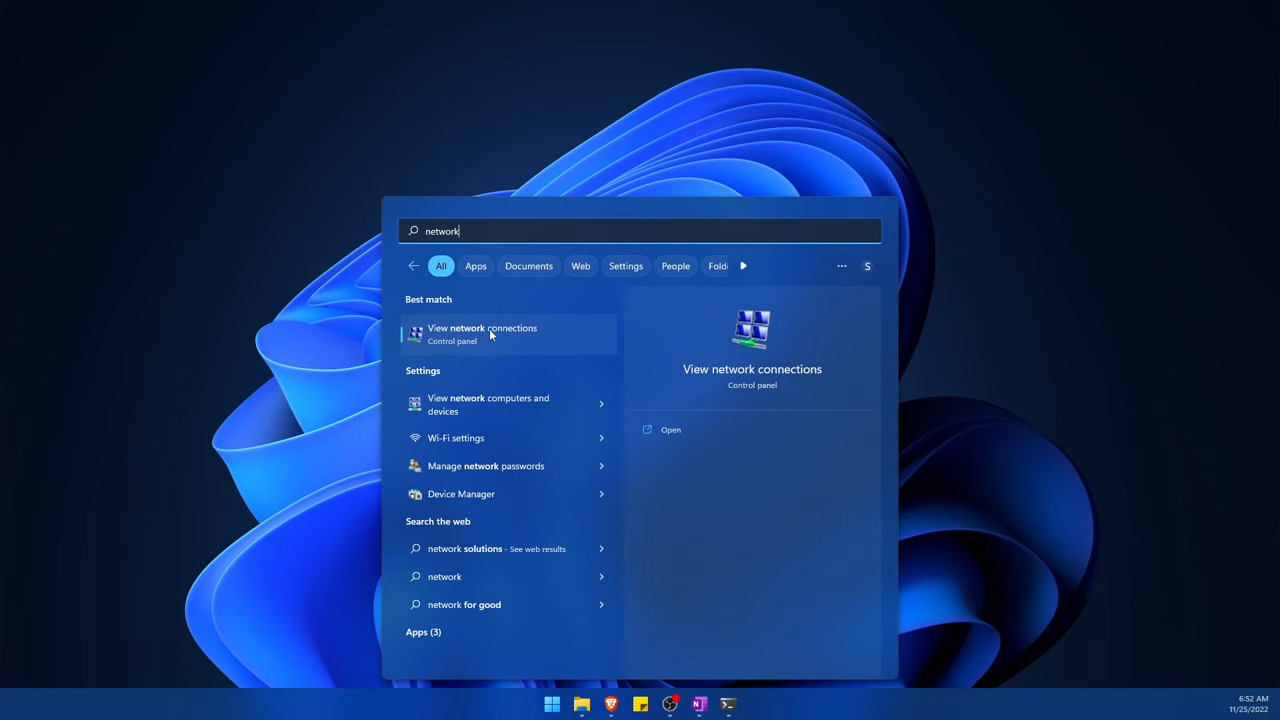 network
All Apps Documents Web Settings People Fold
S
Best match
View network connections
Control panel
Settings
View network computers and
devices
Wi-Fi settings
Manage network passwords
Device Manager
Search the web
network solutions - See web results
network
network for good
Apps (3)
View network connections
Control panel
Open
6:52 AM
11/25/2022